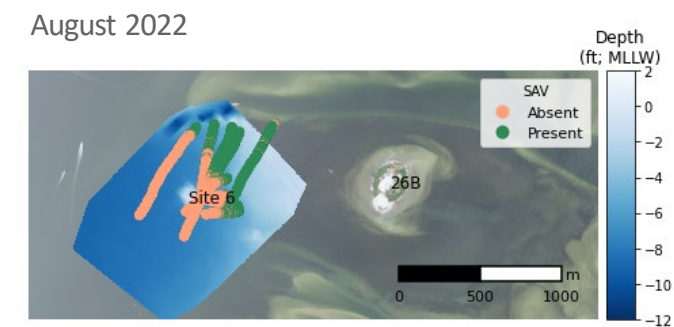 August 2022
Depth
(ft; MLLW)
SAV
Absent
Present
Site 6
26B
m
0 500 1000
2
0
−2
−4
−6
−8
−10
−12